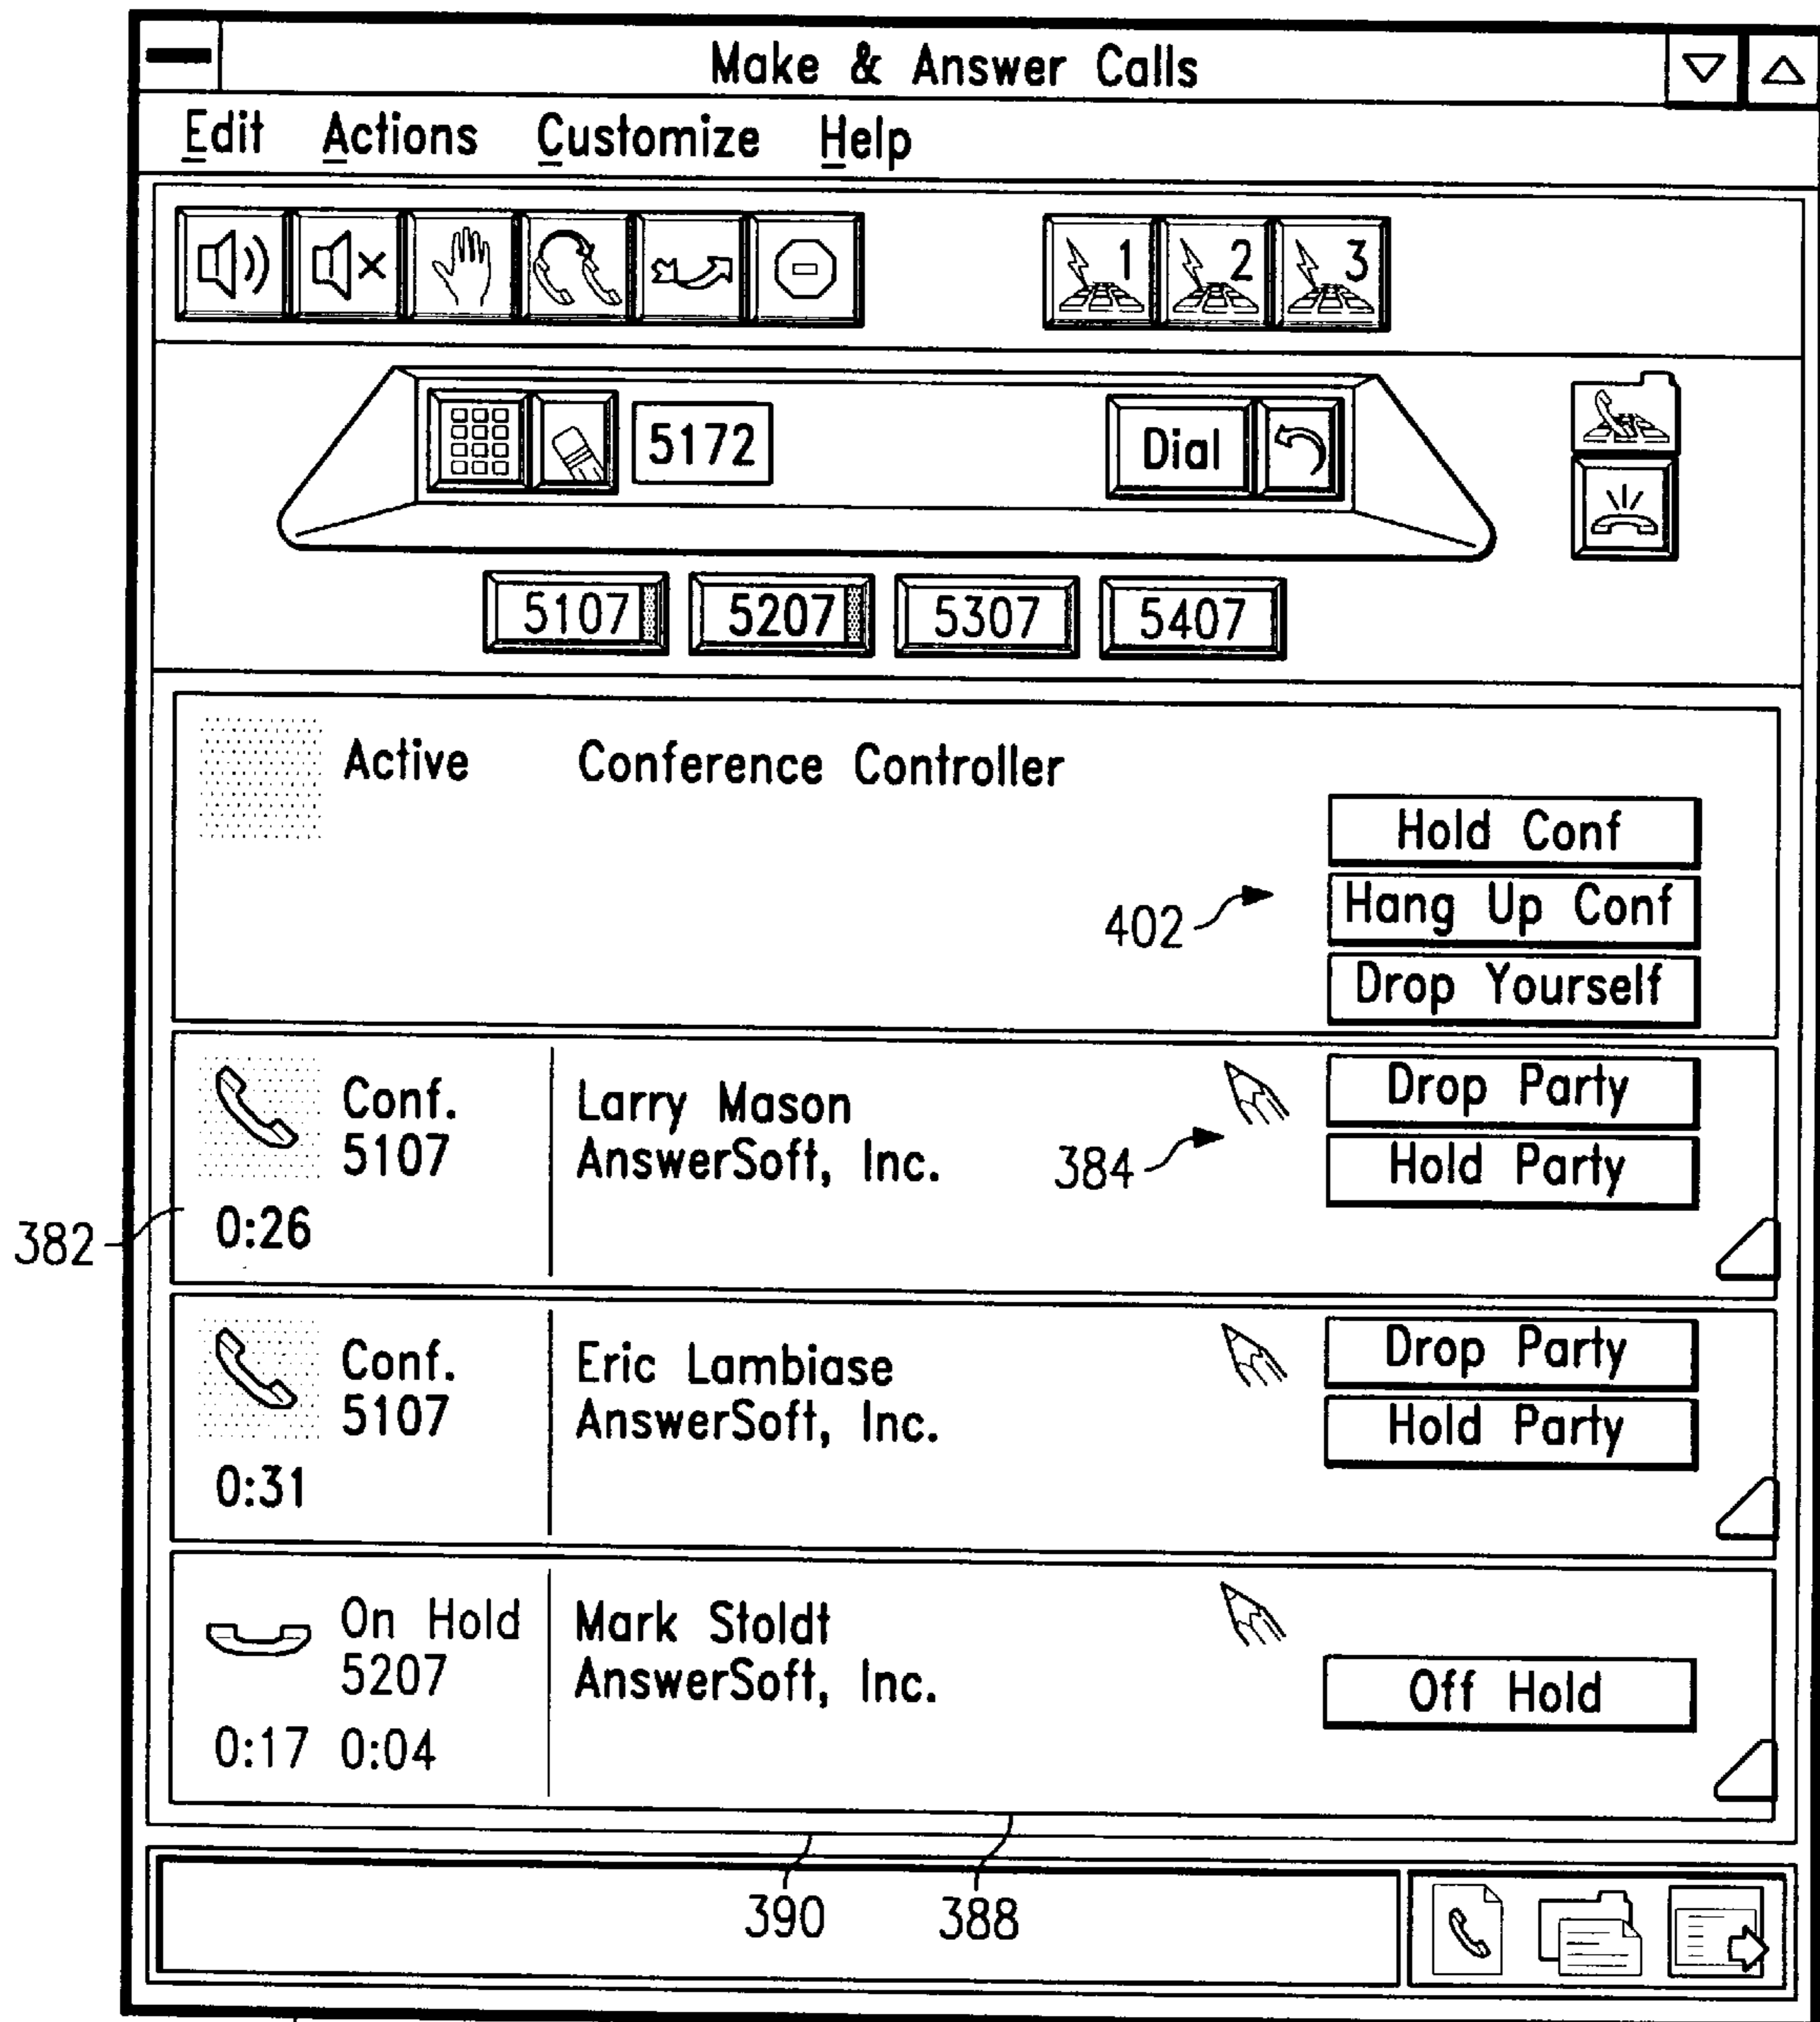 Make & Answer Calls
Edit Actions Customize Help
1 2 3
5172 Dial
5107 5207 5307 5407
Active Conference Controller
Hold Conf
402 Hang Up Conf
Drop Yourself
Conf. Larry Mason Drop Party
5107 AnswerSoft, Inc. 384 Hold Party
382 0:26
Conf. Eric Lambiase Drop Party
5107 AnswerSoft, Inc. Hold Party
0:31
On Hold Mark Stoldt
5207 AnswerSoft, Inc. Off Hold
0:17 0:04
390 388